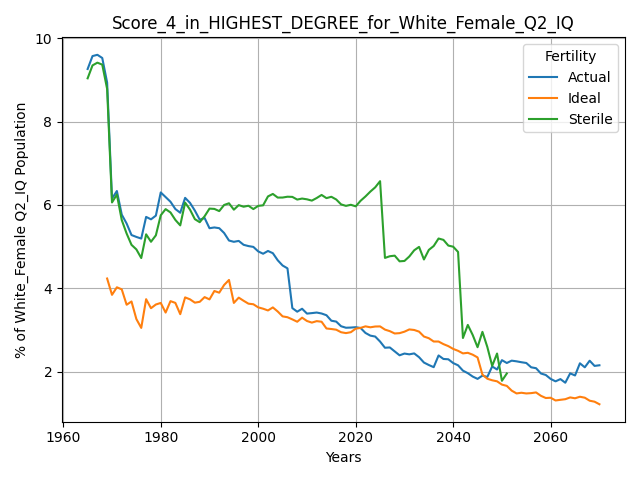 Score_4_in_HIGHEST_DEGREE_for_White_Female_Q2_IQ
% of White_Female Q2_IQ Population
10
8
6
4
2
Fertility
Actual
Ideal
Sterile
1960
1980
2000
2020
2040
2060
Years